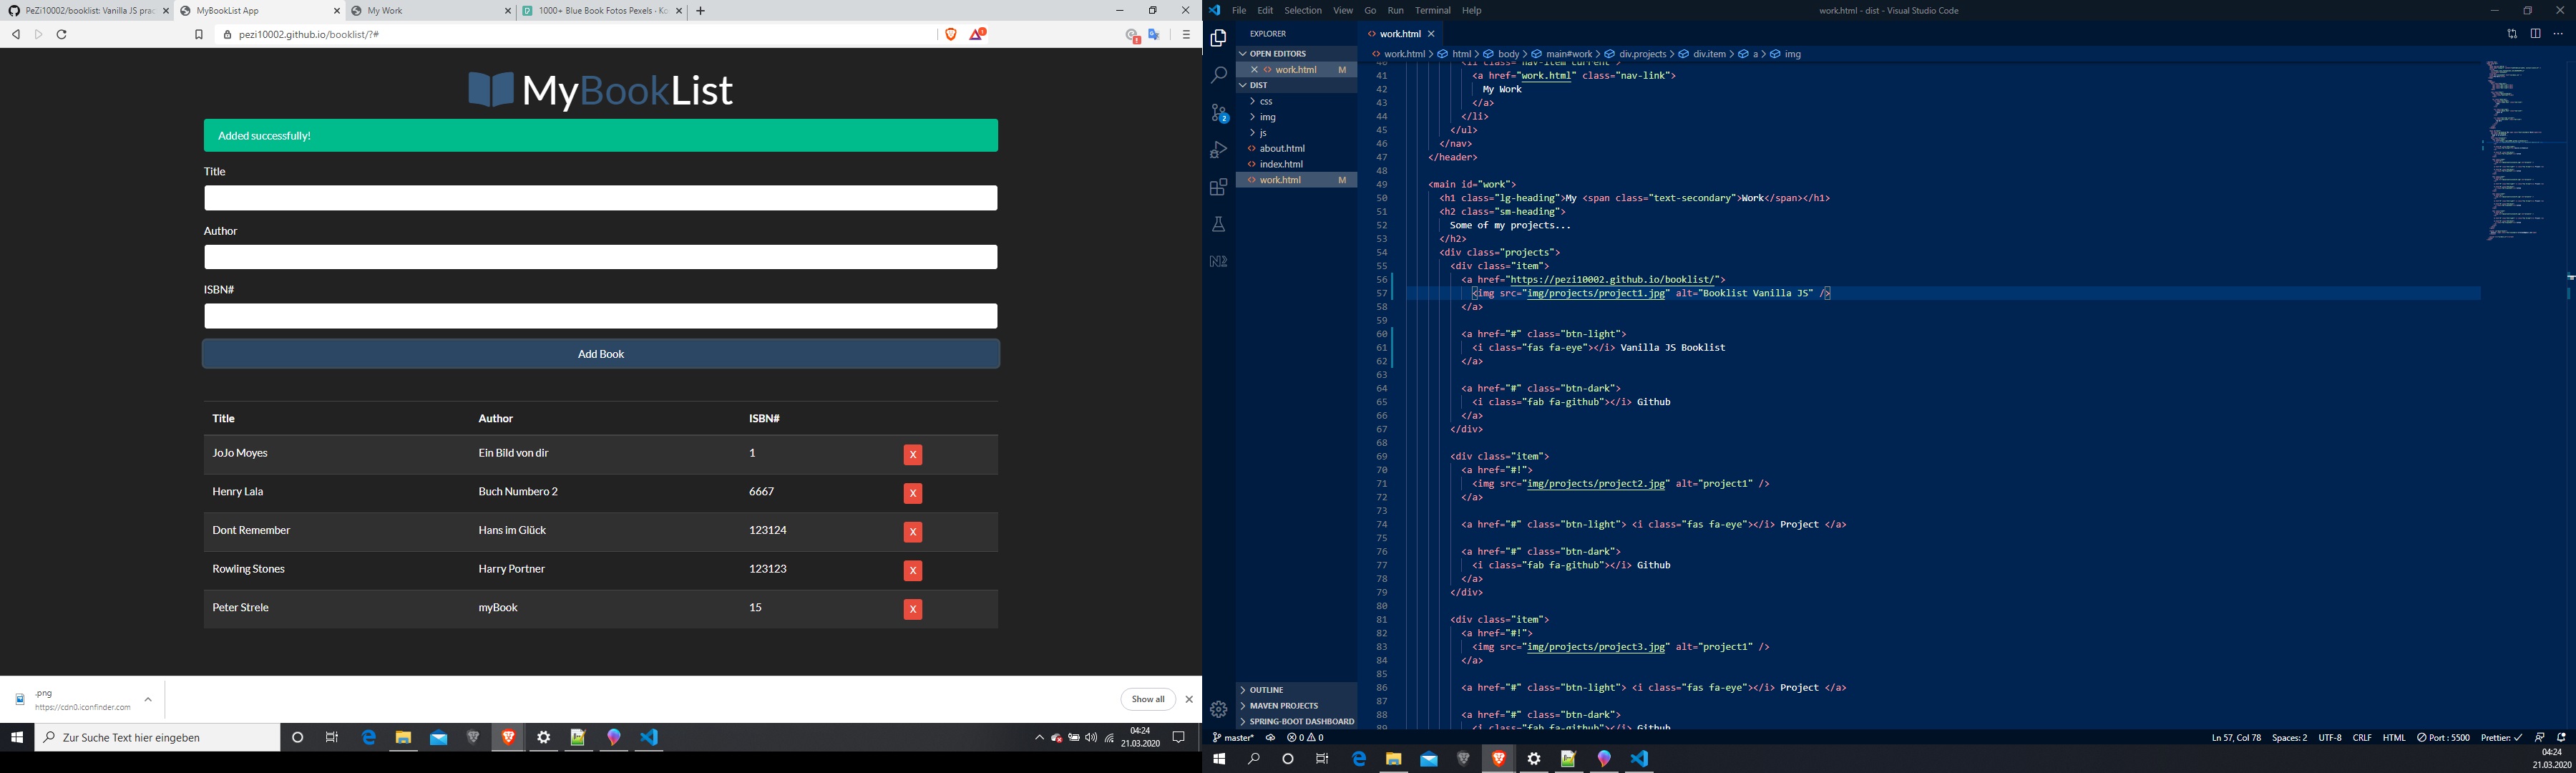 PeZi10002/booklist: Vanilla JS prac
MyBookList App
My Work
1000+ Blue Book Fotos Pexels · Ko
pezi10002.github.io/booklist/?#
MyBookList
Added successfully!
Title
Author
ISBN#
Add Book
Title Author ISBN#
JoJo Moyes Ein Bild von dir 1 X
Henry Lala Buch Numbero 2 6667 X
Dont Remember Hans im Glück 123124 X
Rowling Stones Harry Portner 123123 X
Peter Strele myBook 15 X
.png
https://cdn0.iconfinder.com
Show all
Zur Suche Text hier eingeben
04:24
21.03.2020
File Edit Selection View Go Run Terminal Help
work.html - dist - Visual Studio Code
EXPLORER
OPEN EDITORS
work.html M
DIST
css
img
js
about.html
index.html
work.html M
2
OUTLINE
MAVEN PROJECTS
SPRING-BOOT DASHBOARD
work.html
work.html > html > body > main#work > div.projects > div.item > a > img
40 <li class="nav-item current">
41 <a href="work.html" class="nav-link">
42 My Work
43 </a>
44 </li>
45 </ul>
46 </nav>
47 </header>
48
49 <main id="work">
50 <h1 class="lg-heading">My <span class="text-secondary">Work</span></h1>
51 <h2 class="sm-heading">
52 Some of my projects...
53 </h2>
54 <div class="projects">
55 <div class="item">
56 <a href="https://pezi10002.github.io/booklist/">
57 <img src="img/projects/project1.jpg" alt="Booklist Vanilla JS" />
58 </a>
59
60 <a href="#" class="btn-light">
61 <i class="fas fa-eye"></i> Vanilla JS Booklist
62 </a>
63
64 <a href="#" class="btn-dark">
65 <i class="fab fa-github"></i> Github
66 </a>
67 </div>
68
69 <div class="item">
70 <a href="#!">
71 <img src="img/projects/project2.jpg" alt="project1" />
72 </a>
73
74 <a href="#" class="btn-light"> <i class="fas fa-eye"></i> Project </a>
75
76 <a href="#" class="btn-dark">
77 <i class="fab fa-github"></i> Github
78 </a>
79 </div>
80
81 <div class="item">
82 <a href="#!">
83 <img src="img/projects/project3.jpg" alt="project1" />
84 </a>
85
86 <a href="#" class="btn-light"> <i class="fas fa-eye"></i> Project </a>
87
88 <a href="#" class="btn-dark">
89 <i class="fab fa-github"></i> Github
master* 0 0
Ln 57, Col 78 Spaces: 2 UTF-8 CRLF HTML Port : 5500 Prettier: ✓
04:24
21.03.2020